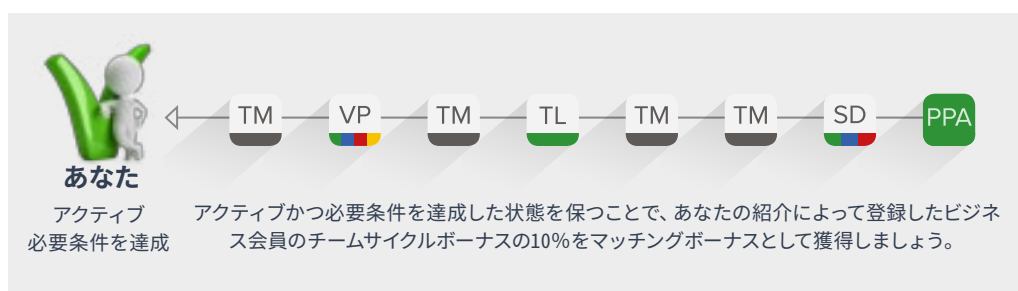 TM VP TM TL TM TM SD PPA
あなた
アクティブ
必要条件を達成
アクティブかつ必要条件を達成した状態を保つことで、あなたの紹介によって登録したビジネ
ス会員のチームサイクルボーナスの10%をマッチングボーナスとして獲得しましょう。